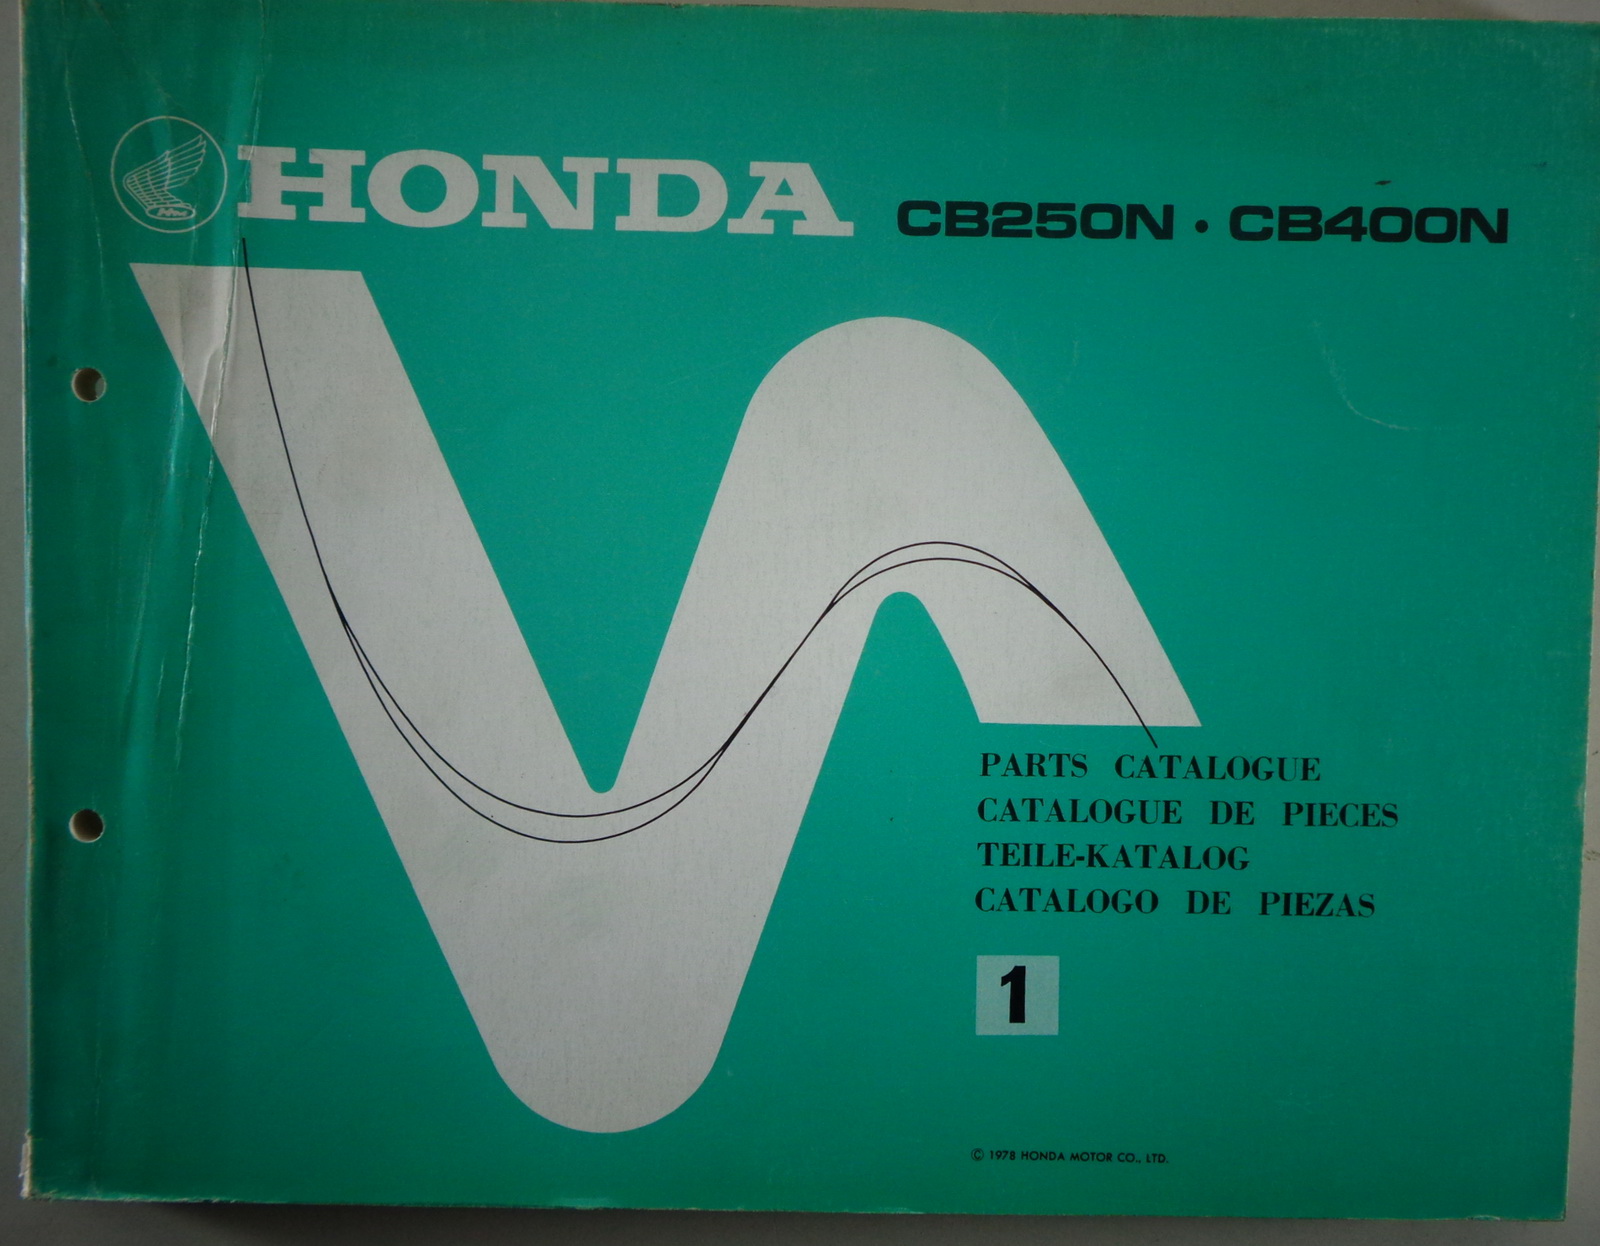 HONDA CB250N · CB400N
PARTS CATALOGUE
CATALOGUE DE PIECES
TEILE-KATALOG
CATALOGO DE PIEZAS
1
© 1978 HONDA MOTOR CO., LTD.